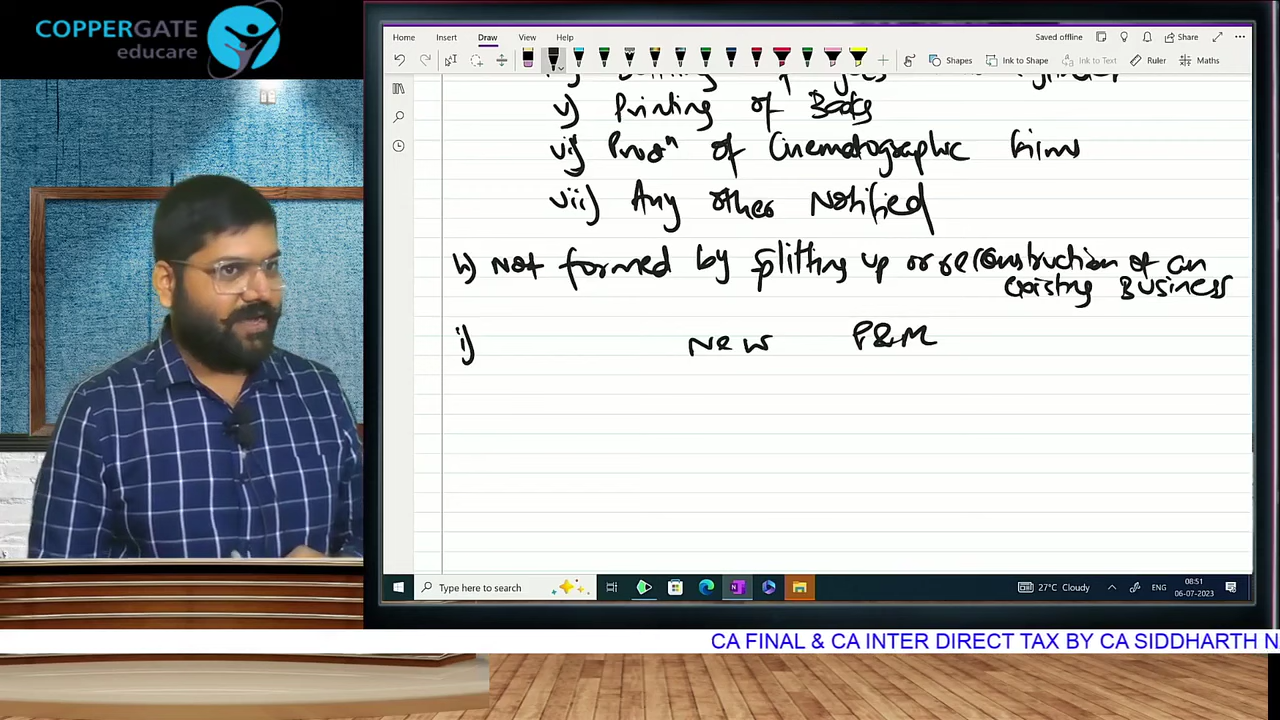 COPPERGATE
educare
Home Insert Draw View Help
Saved offline
Share
Shapes
Ink to Shape
Ink to Text
Ruler
Maths
v) Printing of Books
vi) Prodn of Cinematographic films
vii) Any other Notified
h) Not formed by splitting up or reconstruction of an
existing Business
i) New P&M
Type here to search
27°C Cloudy
ENG
08:51
06-07-2023
CA FINAL & CA INTER DIRECT TAX BY CA SIDDHARTH N